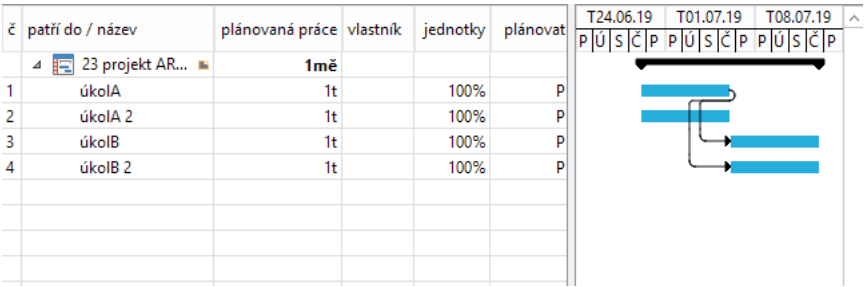 č patří do / název plánovaná práce vlastník jednotky plánovat T24.06.19 T01.07.19 T08.07.19
P Ú S Č P P Ú S Č P P Ú S Č P
23 projekt AR... 1mě
1 úkolA 1t 100% P
2 úkolA 2 1t 100% P
3 úkolB 1t 100% P
4 úkolB 2 1t 100% P